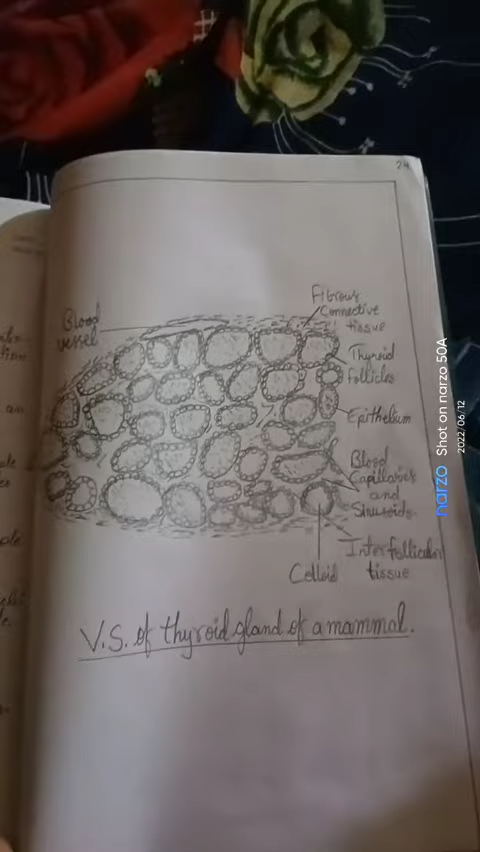 24
Fibrous
Connective
tissue
Blood
vessel
Thyroid
follicles
Epithelium
Blood
Capillaries
and
Sinusoids.
Interfollicular
tissue
Colloid
V.S. of thyroid gland of a mammal.
narzo Shot on narzo 50A
2022/06/12